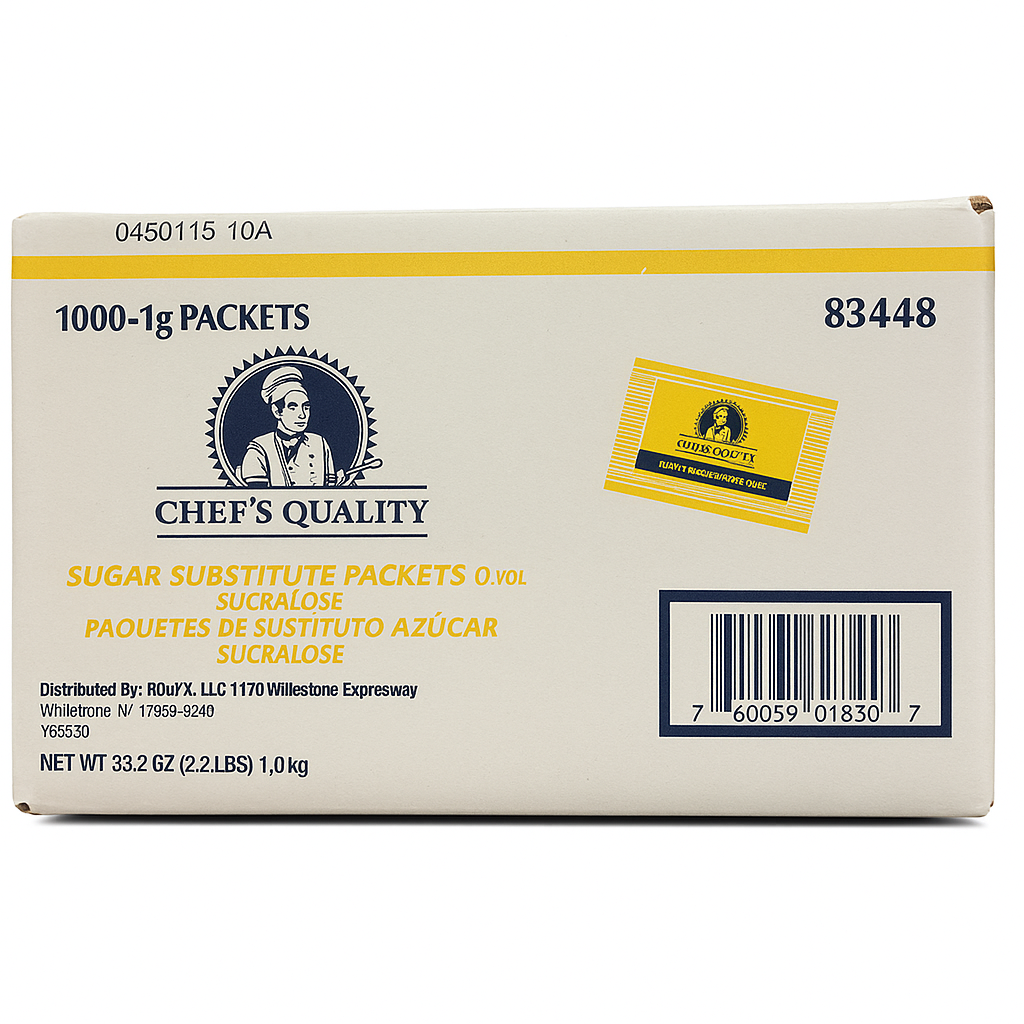 0450115 10A
1000-1g PACKETS
83448
CHEF'S QUALITY
SUGAR SUBSTITUTE PACKETS 0.VOL
SUCRALOSE
PAOUETES DE SUSTITUTO AZÚCAR
SUCRALOSE
Distributed By: LLC 1170 Willestone Expresway
Whiletrone N/ 17959-9240
Y65530
NET WT 33.2 GZ (2.2.LBS) 1,0 kg
7 60059 01830 7